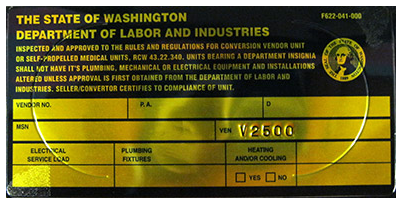 THE STATE OF WASHINGTON F622-041-000
DEPARTMENT OF LABOR AND INDUSTRIES
INSPECTED AND APPROVED TO THE RULES AND REGULATIONS FOR CONVERSION VENDOR UNIT
OR SELF-PROPELLED MEDICAL UNITS, RCW 43.22.340. UNITS BEARING A DEPARTMENT INSIGNIA
SHALL NOT HAVE IT'S PLUMBING, MECHANICAL OR ELECTRICAL EQUIPMENT AND INSTALLATIONS
ALTERED UNLESS APPROVAL IS FIRST OBTAINED FROM THE DEPARTMENT OF LABOR AND
INDUSTRIES. SELLER/CONVERTOR CERTIFIES TO COMPLIANCE OF UNIT.
VENDOR NO. P.A. D
MSN VEN V2500
ELECTRICAL PLUMBING HEATING
SERVICE LOAD FIXTURES AND/OR COOLING
YES NO